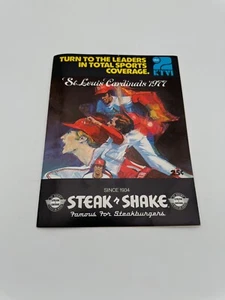 TURN TO THE LEADERS
IN TOTAL SPORTS
COVERAGE.
2
St. Louis Cardinals 1977
25¢
SINCE 1934
STEAK n SHAKE
Famous For Steakburgers